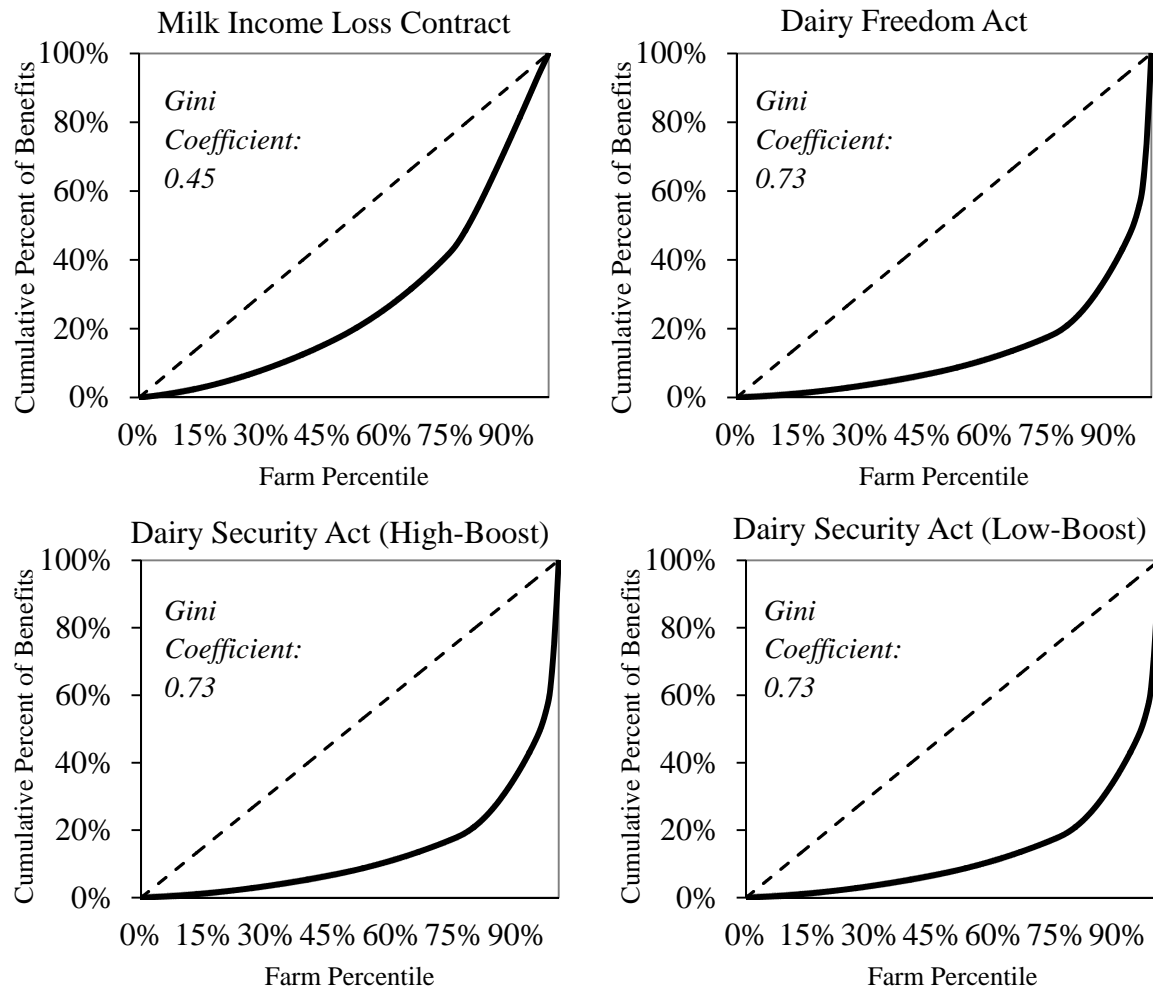 Milk Income Loss Contract
Cumulative Percent of Benefits
100%
80%
60%
40%
20%
0%
Gini
Coefficient:
0.45
0% 15% 30% 45% 60% 75% 90%
Farm Percentile
Dairy Freedom Act
Cumulative Percent of Benefits
100%
80%
60%
40%
20%
0%
Gini
Coefficient:
0.73
0% 15% 30% 45% 60% 75% 90%
Farm Percentile
Dairy Security Act (High-Boost)
Cumulative Percent of Benefits
100%
80%
60%
40%
20%
0%
Gini
Coefficient:
0.73
0% 15% 30% 45% 60% 75% 90%
Farm Percentile
Dairy Security Act (Low-Boost)
Cumulative Percent of Benefits
100%
80%
60%
40%
20%
0%
Gini
Coefficient:
0.73
0% 15% 30% 45% 60% 75% 90%
Farm Percentile